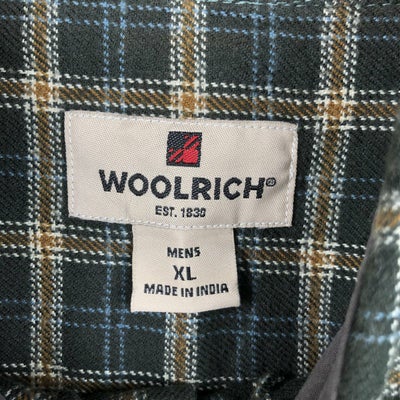 WOOLRICH®
EST. 1830
MENS
XL
MADE IN INDIA